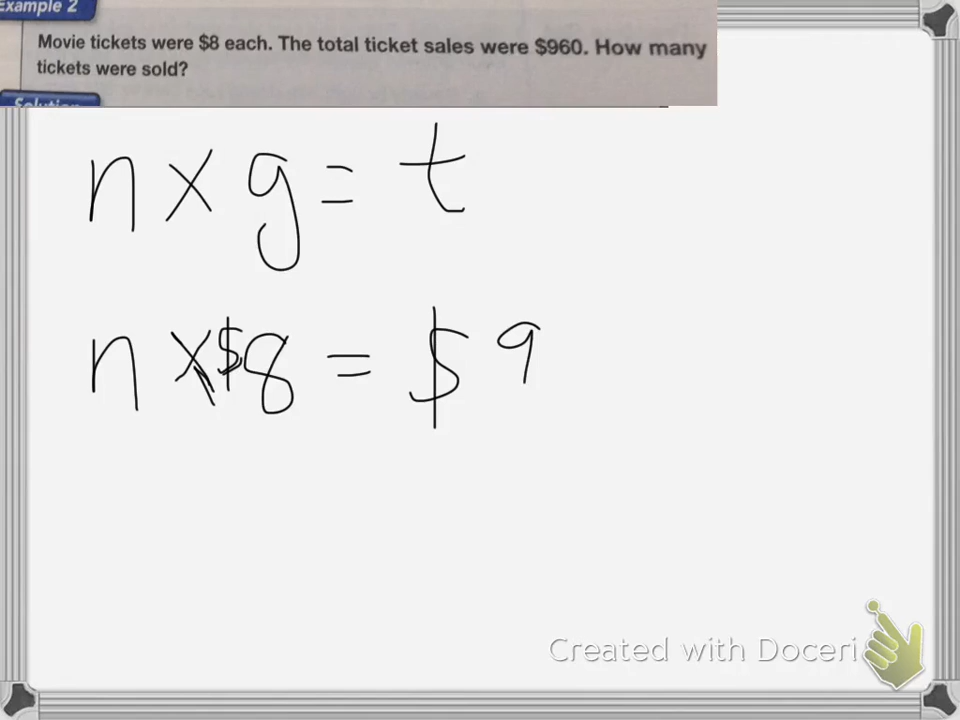 Example 2
Movie tickets were $8 each. The total ticket sales were $960. How many
tickets were sold?
Solution
n × g = t
n × $8 = $9
Created with Doceri